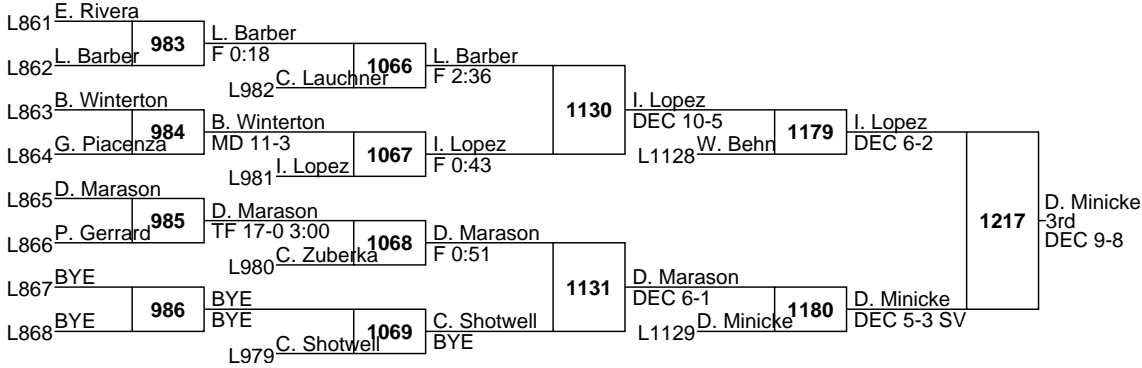 L861 E. Rivera
983
L862 L. Barber
L. Barber
F 0:18
1066
L982 C. Lauchner
L. Barber
F 2:36
L863 B. Winterton
984
L864 G. Piacenza
B. Winterton
MD 11-3
1067
L981 I. Lopez
I. Lopez
F 0:43
1130
I. Lopez
DEC 10-5
1179
L1128 W. Behn
I. Lopez
DEC 6-2
L865 D. Marason
985
L866 P. Gerrard
D. Marason
TF 17-0 3:00
1068
L980 C. Zuberka
D. Marason
F 0:51
L867 BYE
986
L868 BYE
BYE
BYE
1069
L979 C. Shotwell
C. Shotwell
BYE
1131
D. Marason
DEC 6-1
1180
L1129 D. Minicke
D. Minicke
DEC 5-3 SV
1217
D. Minicke
3rd
DEC 9-8